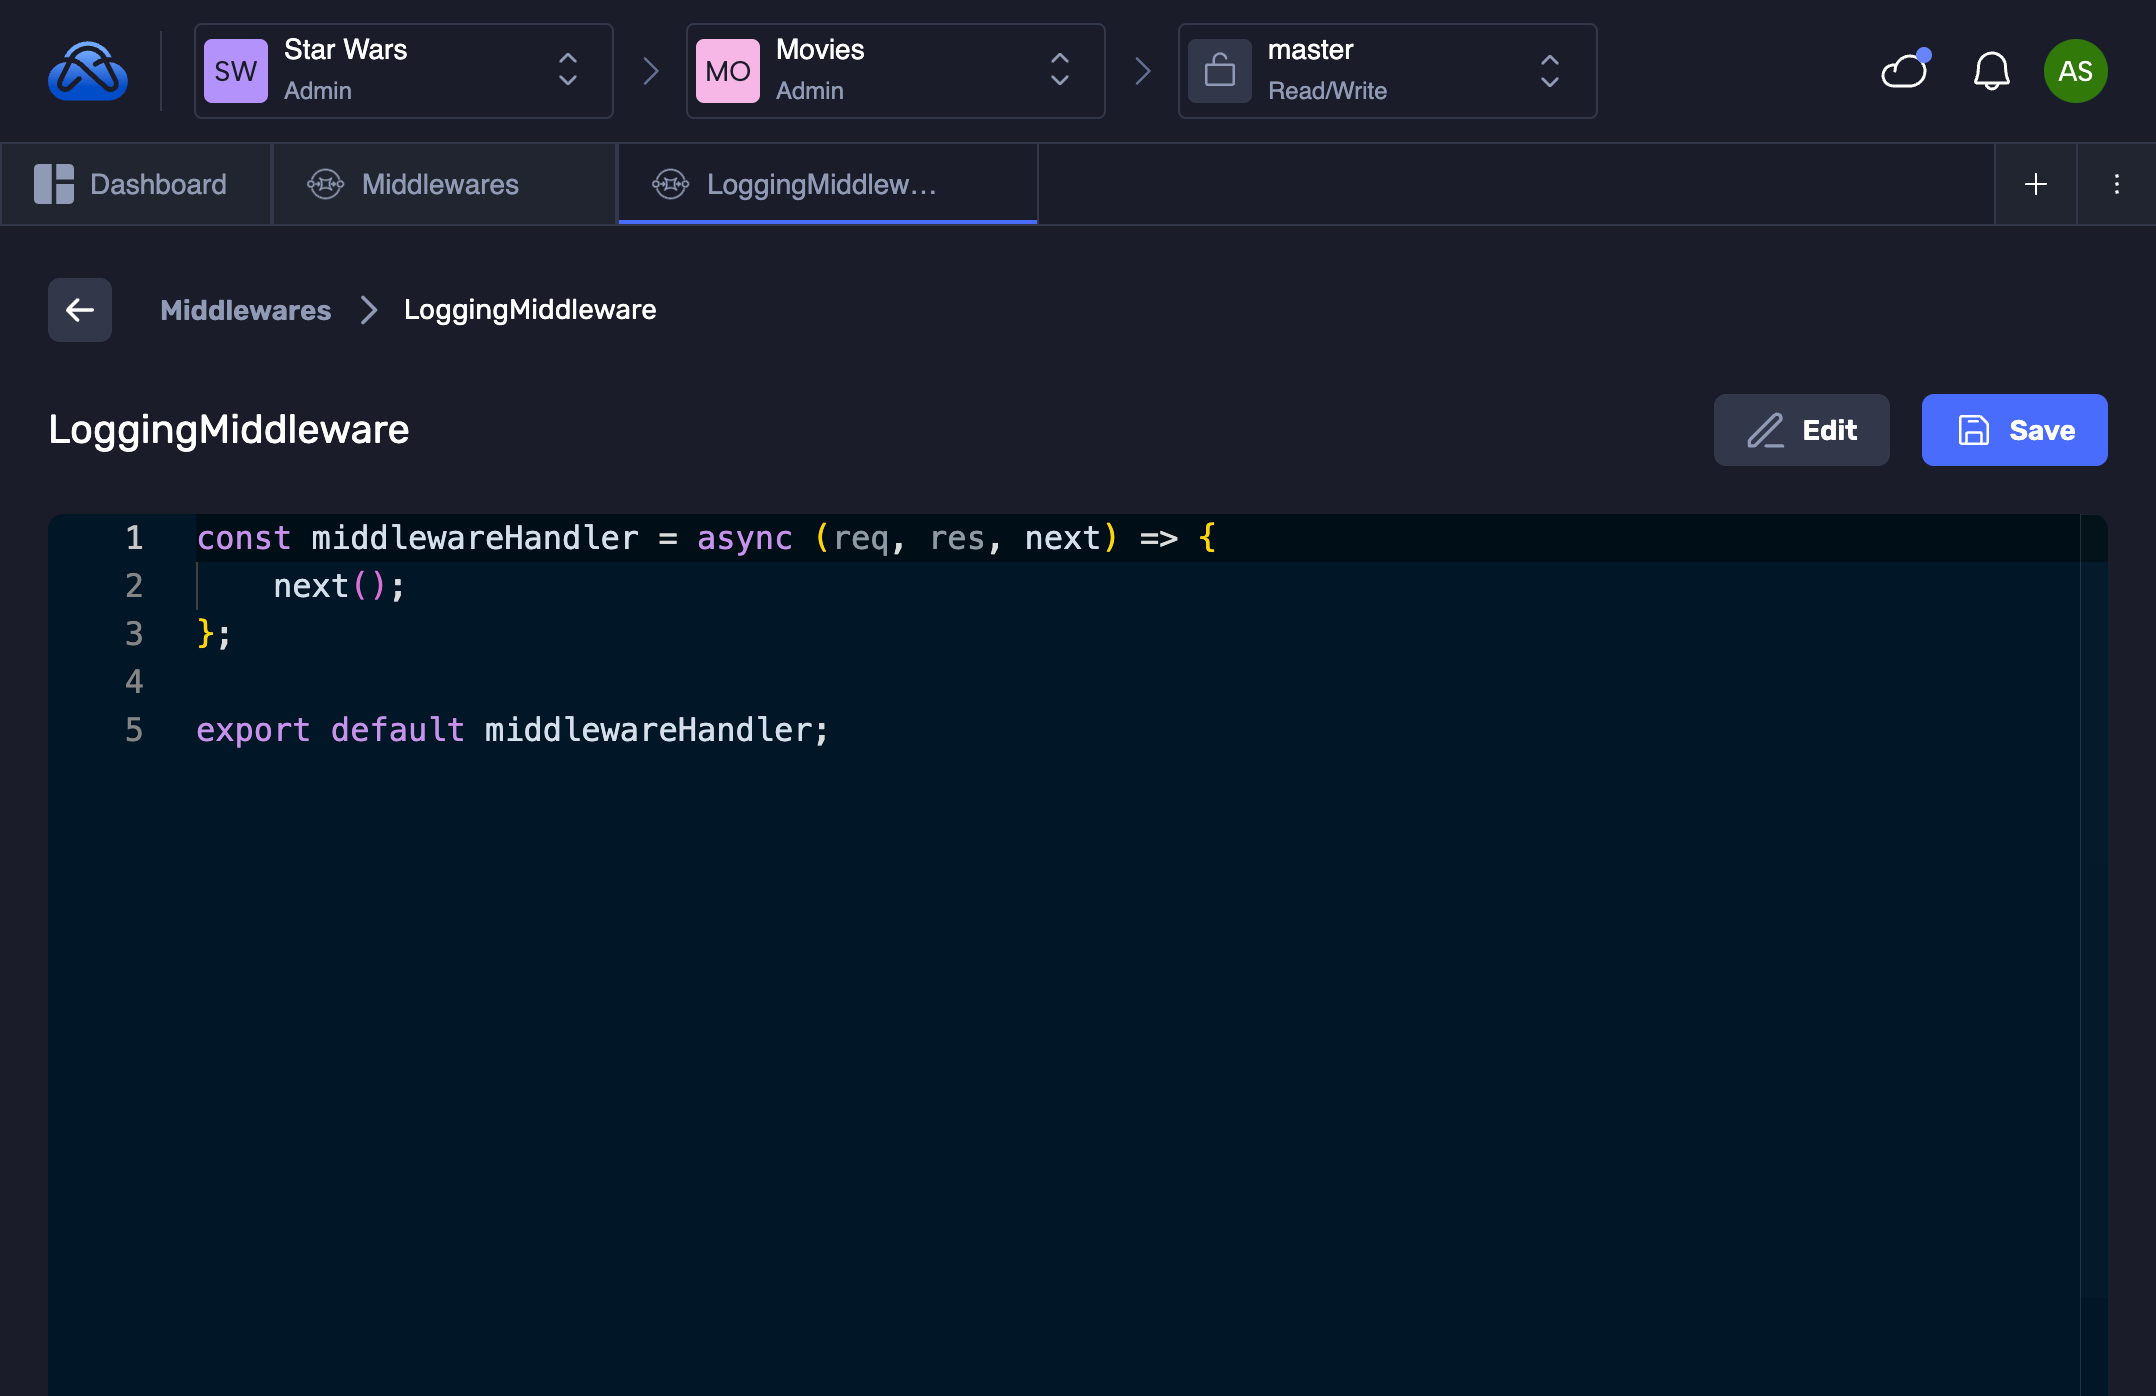 SW
Star Wars
Admin
MO
Movies
Admin
master
Read/Write
AS
Dashboard
Middlewares
LoggingMiddlew...
Middlewares
LoggingMiddleware
LoggingMiddleware
Edit
Save
1 const middlewareHandler = async (req, res, next) => {
2     next();
3 };
4
5 export default middlewareHandler;